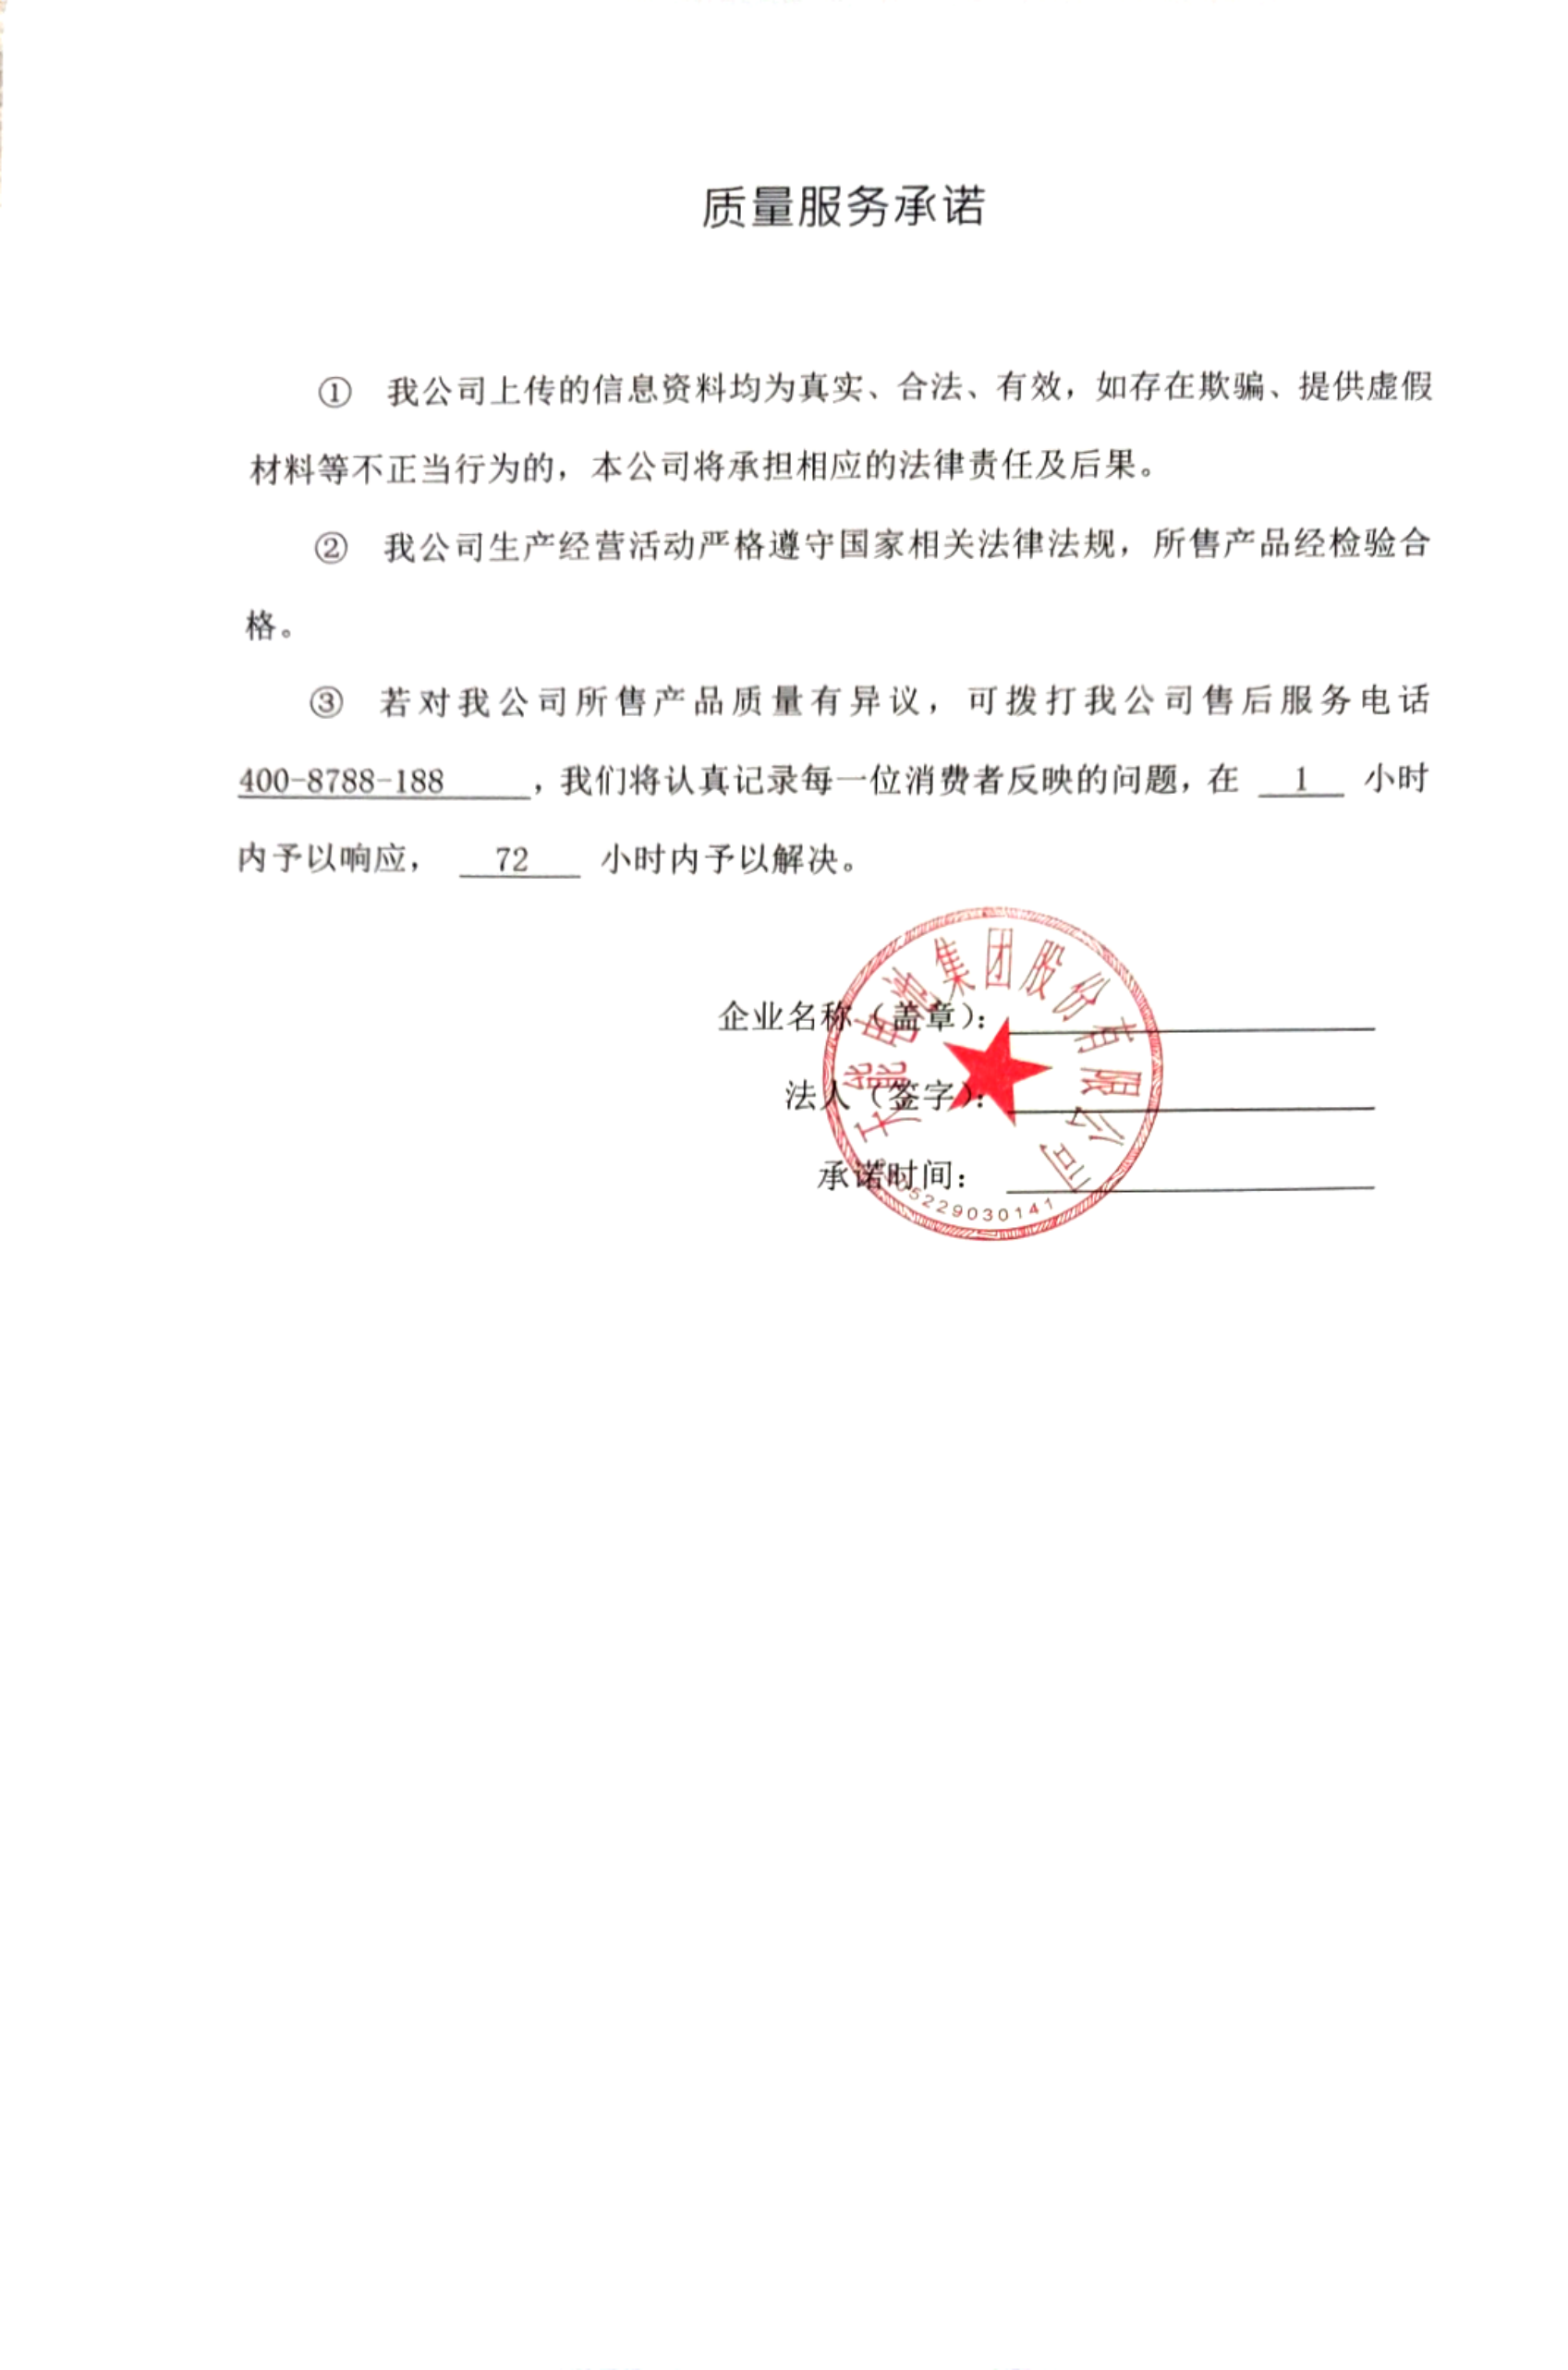 质量服务承诺
① 我公司上传的信息资料均为真实、合法、有效，如存在欺骗、提供虚假
材料等不正当行为的，本公司将承担相应的法律责任及后果。
② 我公司生产经营活动严格遵守国家相关法律法规，所售产品经检验合
格。
③ 若对我公司所售产品质量有异议，可拨打我公司售后服务电话
400-8788-188，我们将认真记录每一位消费者反映的问题，在 1 小时
内予以响应， 72 小时内予以解决。
企业名称（盖章）：
法人（签字）：
承诺时间：
天能电池集团股份有限公司
5229030141